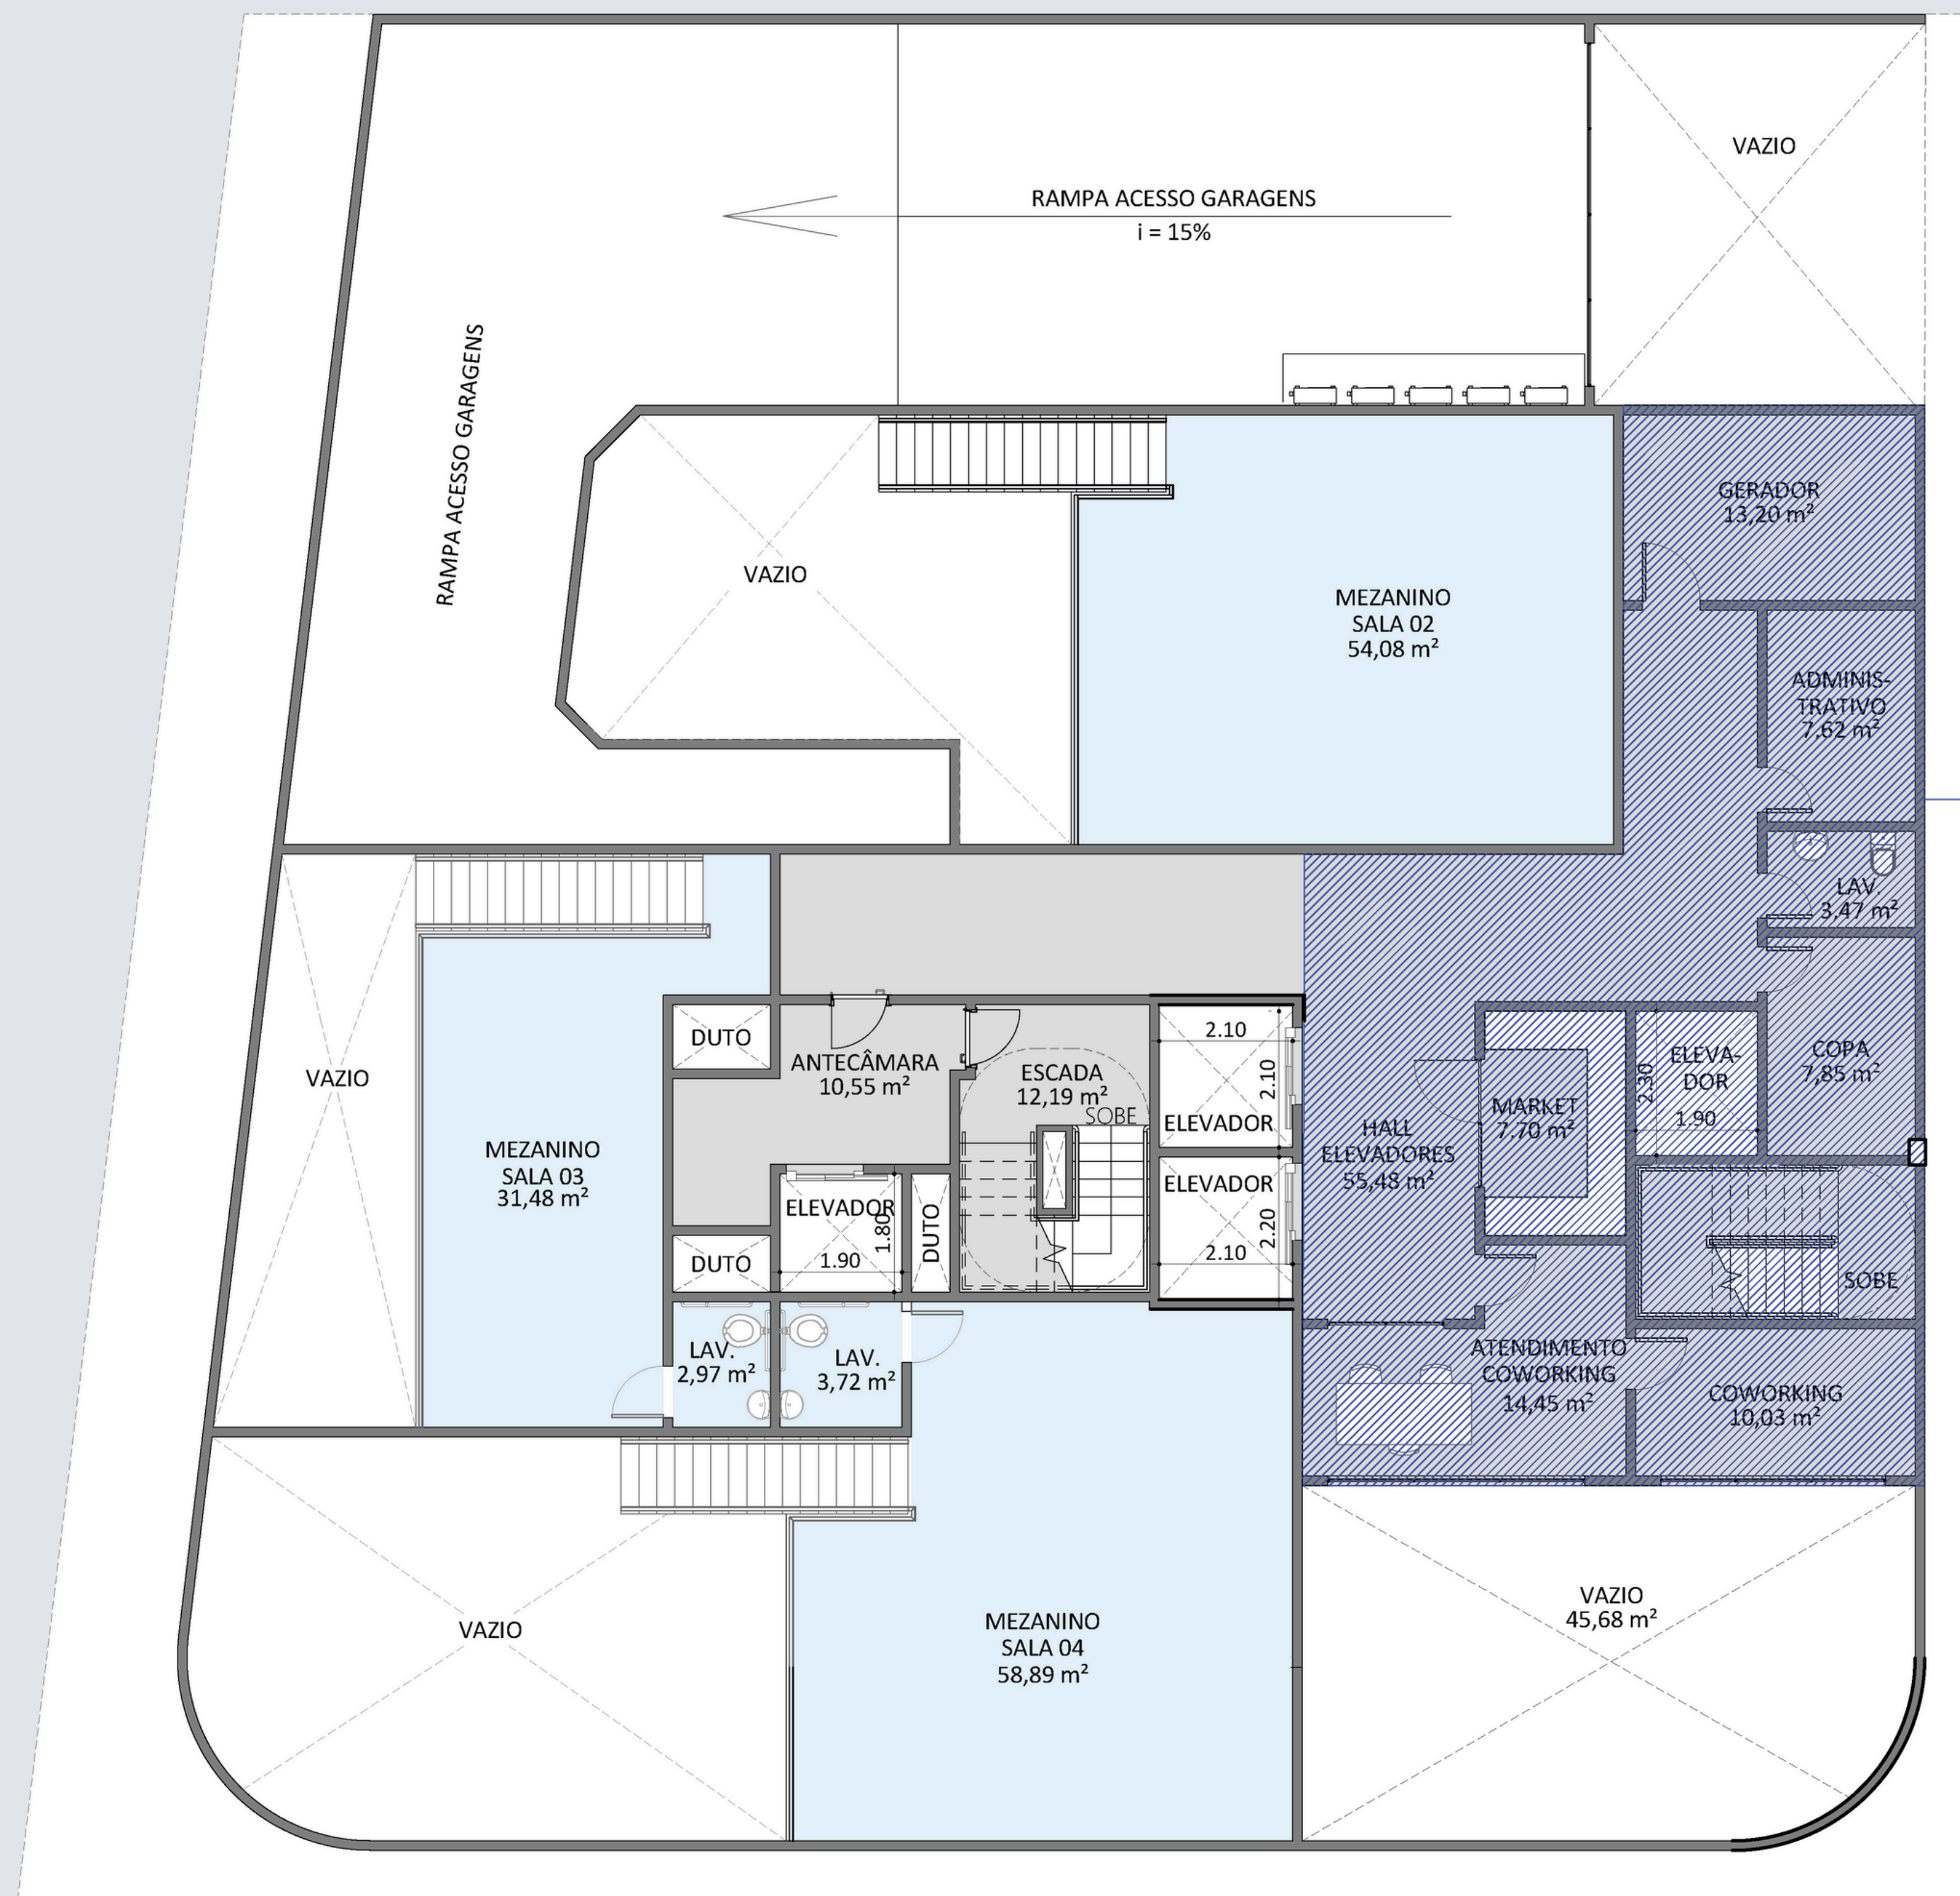 VAZIO
RAMPA ACESSO GARAGENS
i = 15%
RAMPA ACESSO GARAGENS
GERADOR
13,20 m²
VAZIO
MEZANINO
SALA 02
54,08 m²
ADMINIS-
TRATIVO
7,62 m²
LAV.
3,47 m²
DUTO
ANTECÂMARA
10,55 m²
ESCADA
12,19 m²
SOBE
2.10
2.10
ELEVADOR
VAZIO
MEZANINO
SALA 03
31,48 m²
HALL
ELEVADORES
55,48 m²
MARKET
7,70 m²
ELEVA-
DOR
2.30
1.90
COPA
7,85 m²
ELEVADOR
1.80
1.90
DUTO
DUTO
ELEVADOR
2.20
2.10
SOBE
LAV.
2,97 m²
LAV.
3,72 m²
ATENDIMENTO
COWORKING
14,45 m²
COWORKING
10,03 m²
VAZIO
MEZANINO
SALA 04
58,89 m²
VAZIO
45,68 m²